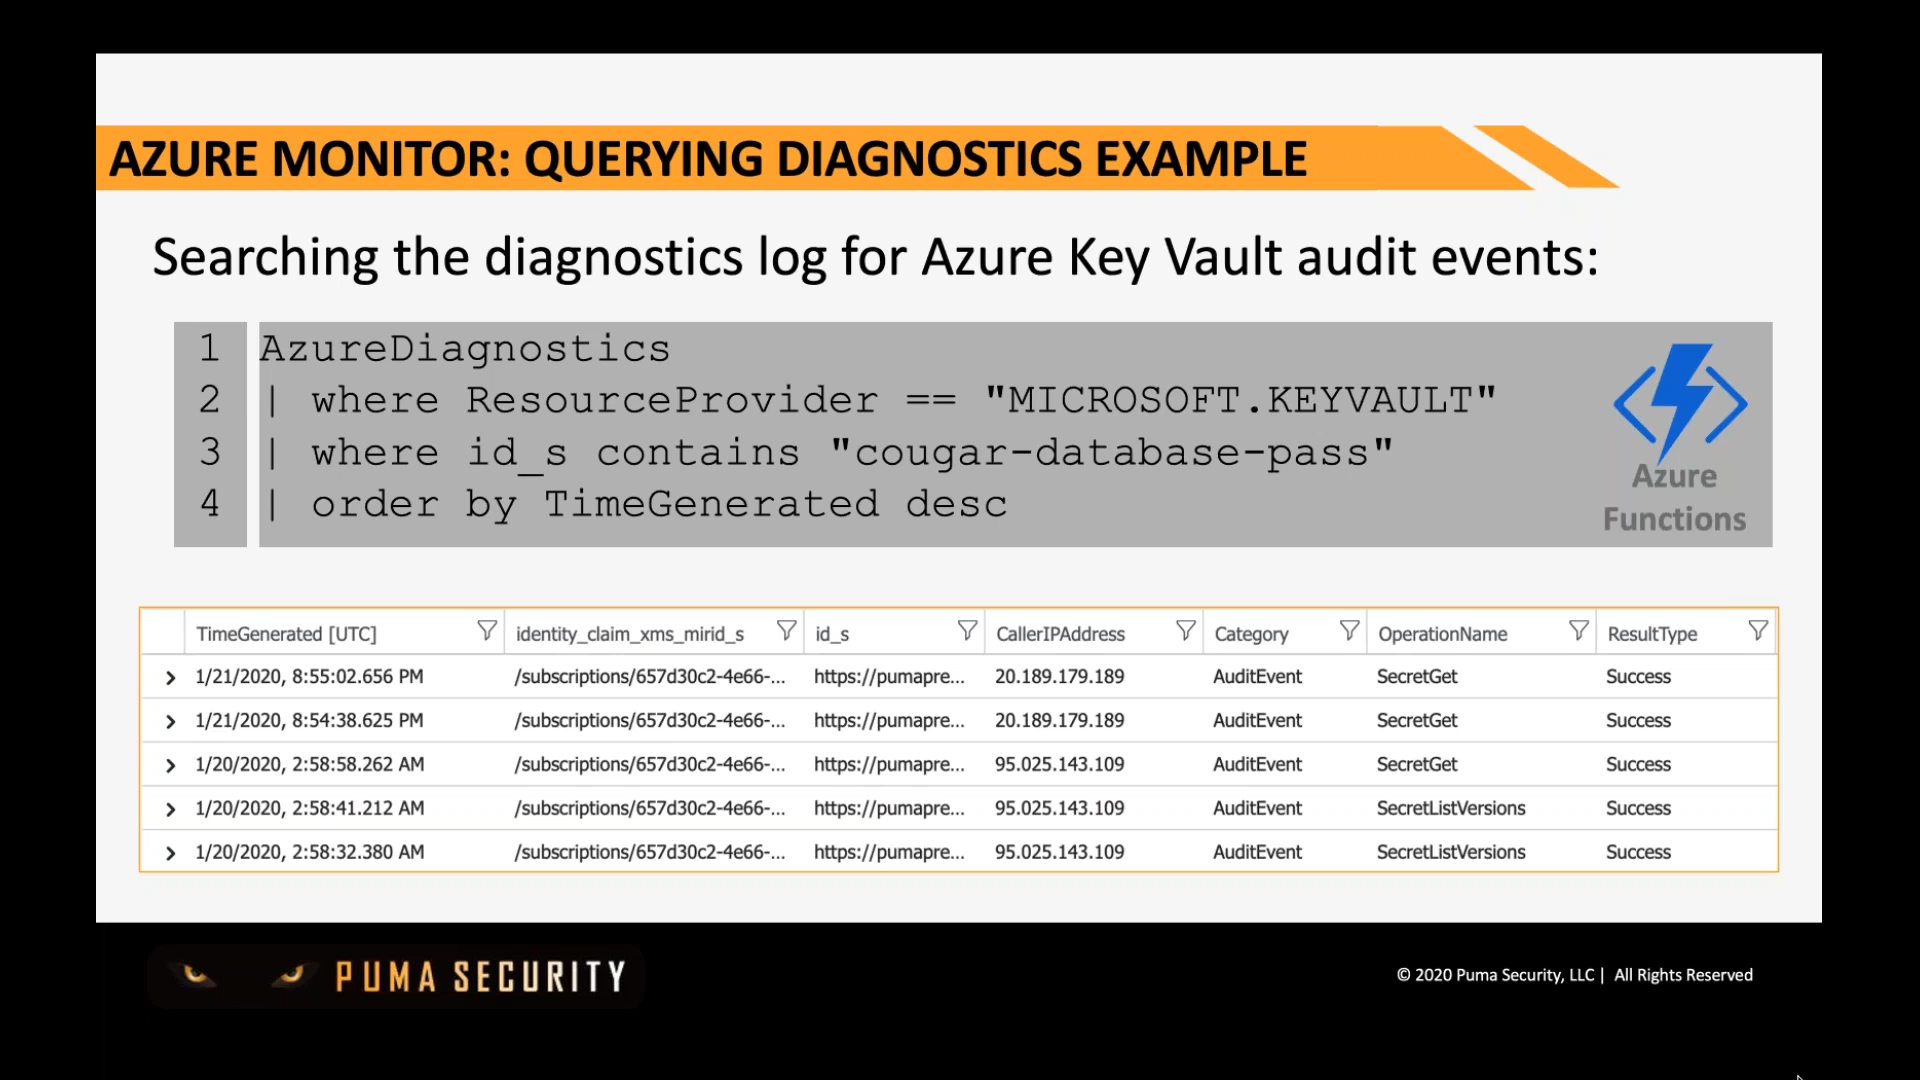 AZURE MONITOR: QUERYING DIAGNOSTICS EXAMPLE
Searching the diagnostics log for Azure Key Vault audit events:
1 AzureDiagnostics
2 | where ResourceProvider == "MICROSOFT.KEYVAULT"
3 | where id_s contains "cougar-database-pass"
4 | order by TimeGenerated desc
Azure
Functions
TimeGenerated [UTC] identity_claim_xms_mirid_s id_s CallerIPAddress Category OperationName ResultType
1/21/2020, 8:55:02.656 PM /subscriptions/657d30c2-4e66-... https://pumapre... 20.189.179.189 AuditEvent SecretGet Success
1/21/2020, 8:54:38.625 PM /subscriptions/657d30c2-4e66-... https://pumapre... 20.189.179.189 AuditEvent SecretGet Success
1/20/2020, 2:58:58.262 AM /subscriptions/657d30c2-4e66-... https://pumapre... 95.025.143.109 AuditEvent SecretGet Success
1/20/2020, 2:58:41.212 AM /subscriptions/657d30c2-4e66-... https://pumapre... 95.025.143.109 AuditEvent SecretListVersions Success
1/20/2020, 2:58:32.380 AM /subscriptions/657d30c2-4e66-... https://pumapre... 95.025.143.109 AuditEvent SecretListVersions Success
PUMA SECURITY
© 2020 Puma Security, LLC | All Rights Reserved